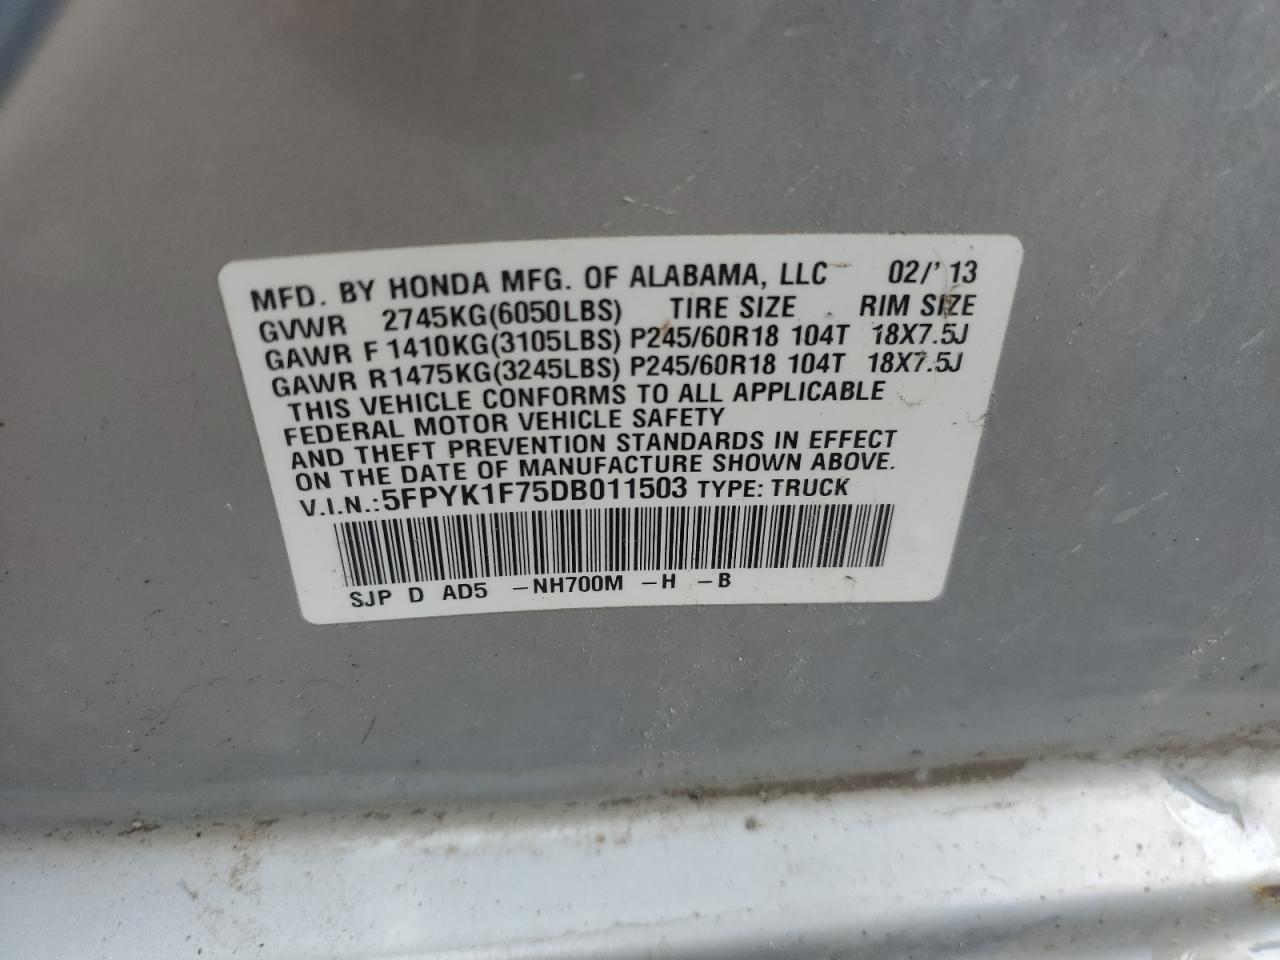 MFD. BY HONDA MFG. OF ALABAMA, LLC 02/'13
GVWR 2745KG(6050LBS) TIRE SIZE RIM SIZE
GAWR F 1410KG(3105LBS) P245/60R18 104T 18X7.5J
GAWR R1475KG(3245LBS) P245/60R18 104T 18X7.5J
THIS VEHICLE CONFORMS TO ALL APPLICABLE
FEDERAL MOTOR VEHICLE SAFETY
AND THEFT PREVENTION STANDARDS IN EFFECT
ON THE DATE OF MANUFACTURE SHOWN ABOVE.
V.I.N.:5FPYK1F75DB011503 TYPE: TRUCK
SJP D AD5 -NH700M -H -B